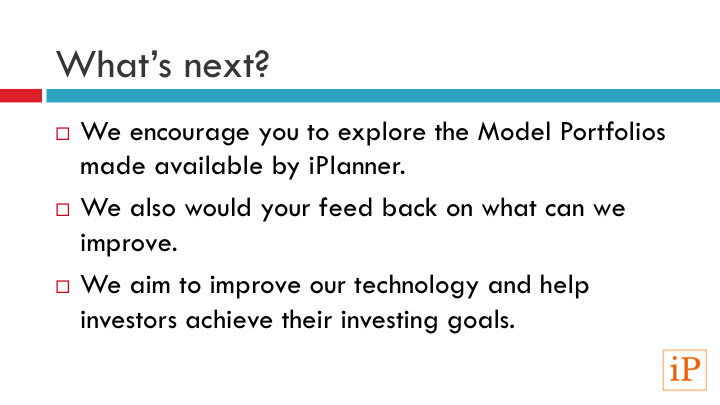 What’s next?
We encourage you to explore the Model Portfolios
made available by iPlanner.
We also would your feed back on what can we
improve.
We aim to improve our technology and help
investors achieve their investing goals.
iP